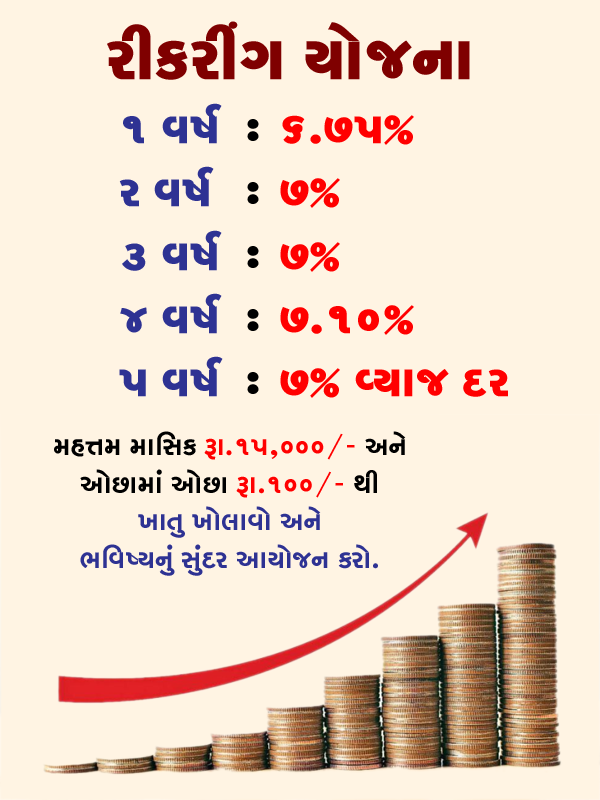 રીકરીંગ યોજના
૧ વર્ષ : ૬.૭૫%
૨ વર્ષ : ૭%
૩ વર્ષ : ૭%
૪ વર્ષ : ૭.૧૦%
૫ વર્ષ : ૭% વ્યાજ દર
મહત્તમ માસિક રૂા.૧૫,૦૦૦/- અને
ઓછામાં ઓછા રૂા.૧૦૦/- થી
ખાતુ ખોલાવો અને
ભવિષ્યનું સુંદર આયોજન કરો.